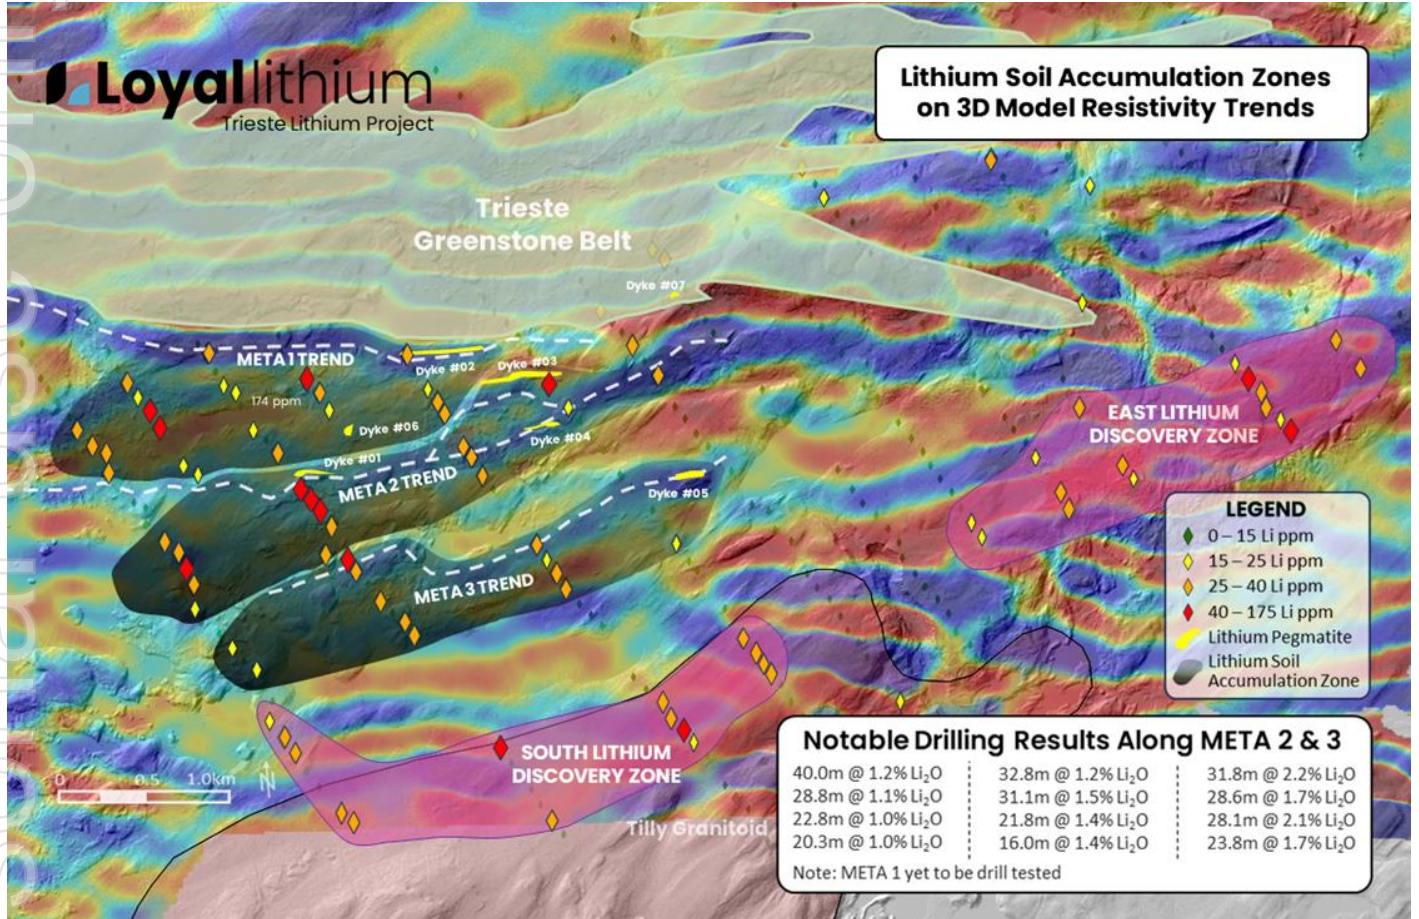 Loyallithium
Trieste Lithium Project
Lithium Soil Accumulation Zones
on 3D Model Resistivity Trends
Trieste
Greenstone Belt
Dyke #07
META 1 TREND
Dyke #02
Dyke #03
174 ppm
Dyke #06
Dyke #04
Dyke #01
META 2 TREND
Dyke #05
META 3 TREND
EAST LITHIUM
DISCOVERY ZONE
LEGEND
0 – 15 Li ppm
15 – 25 Li ppm
25 – 40 Li ppm
40 – 175 Li ppm
Lithium Pegmatite
Lithium Soil
Accumulation Zone
SOUTH LITHIUM
DISCOVERY ZONE
0 0.5 1.0km
N
Tilly Granitoid
Notable Drilling Results Along META 2 & 3
40.0m @ 1.2% Li₂O 32.8m @ 1.2% Li₂O 31.8m @ 2.2% Li₂O
28.8m @ 1.1% Li₂O 31.1m @ 1.5% Li₂O 28.6m @ 1.7% Li₂O
22.8m @ 1.0% Li₂O 21.8m @ 1.4% Li₂O 28.1m @ 2.1% Li₂O
20.3m @ 1.0% Li₂O 16.0m @ 1.4% Li₂O 23.8m @ 1.7% Li₂O
Note: META 1 yet to be drill tested